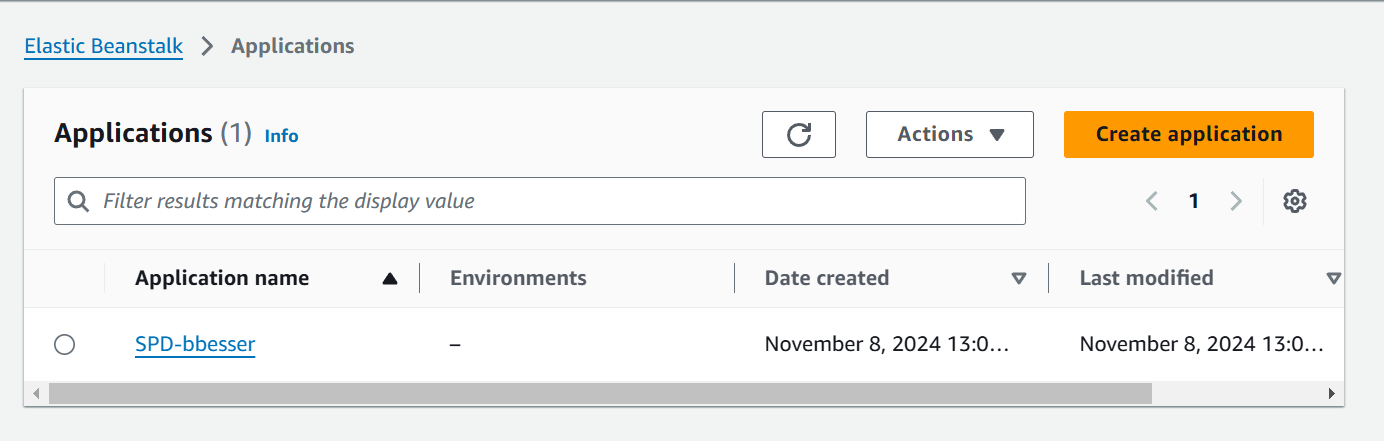 Elastic Beanstalk > Applications
Applications (1) Info
Actions
Create application
Filter results matching the display value
1
Application name Environments Date created Last modified
SPD-bbesser – November 8, 2024 13:0… November 8, 2024 13:0…